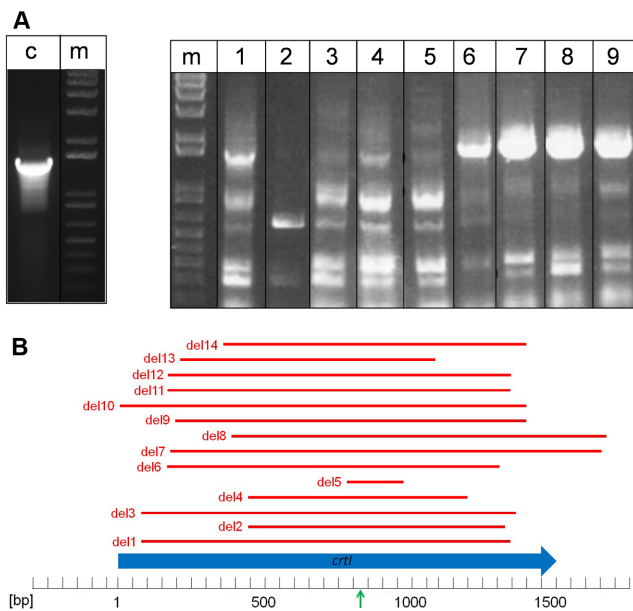 A
c m
m 1 2 3 4 5 6 7 8 9
B
del14
del13
del12
del11
del10
del9
del8
del7
del6
del5
del4
del3
del2
del1
crtI
[bp] 1 500 1000 1500